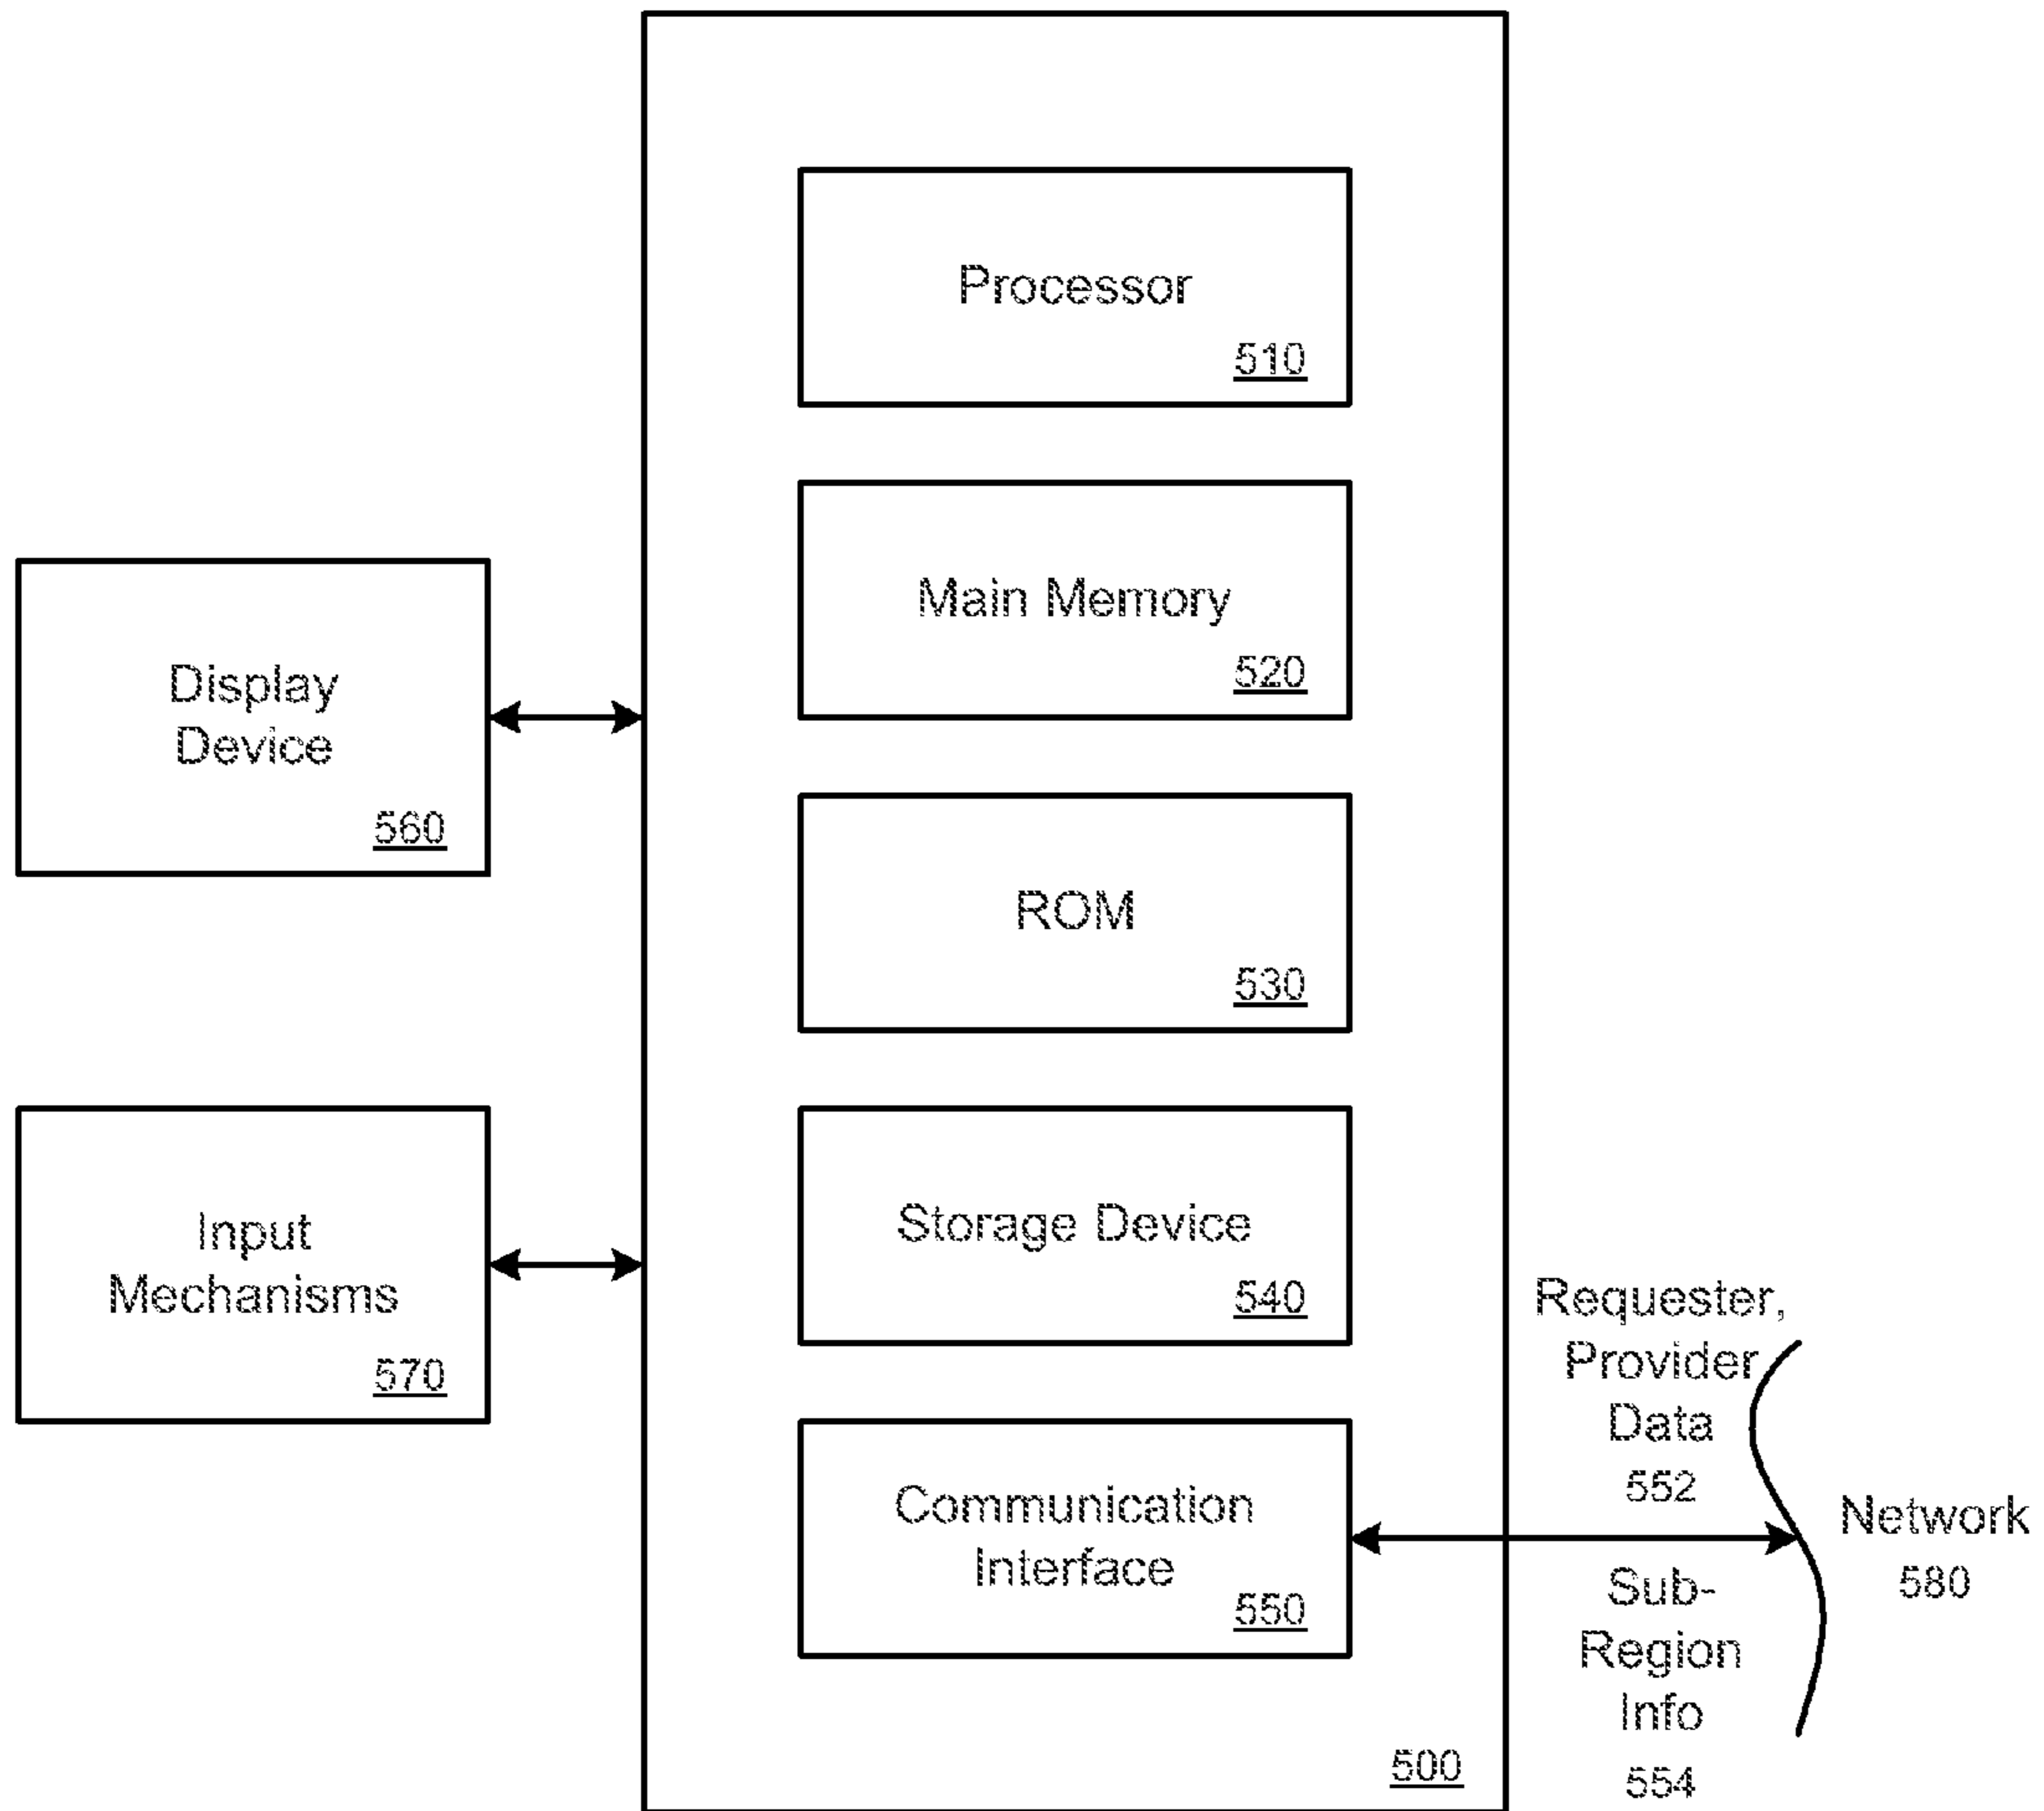 Processor
510
Main Memory
520
Display
Device
560
ROM
530
Input
Mechanisms
570
Storage Device
540
Communication
Interface
550
Requester,
Provider
Data
552
Network
580
Sub-
Region
Info
554
500